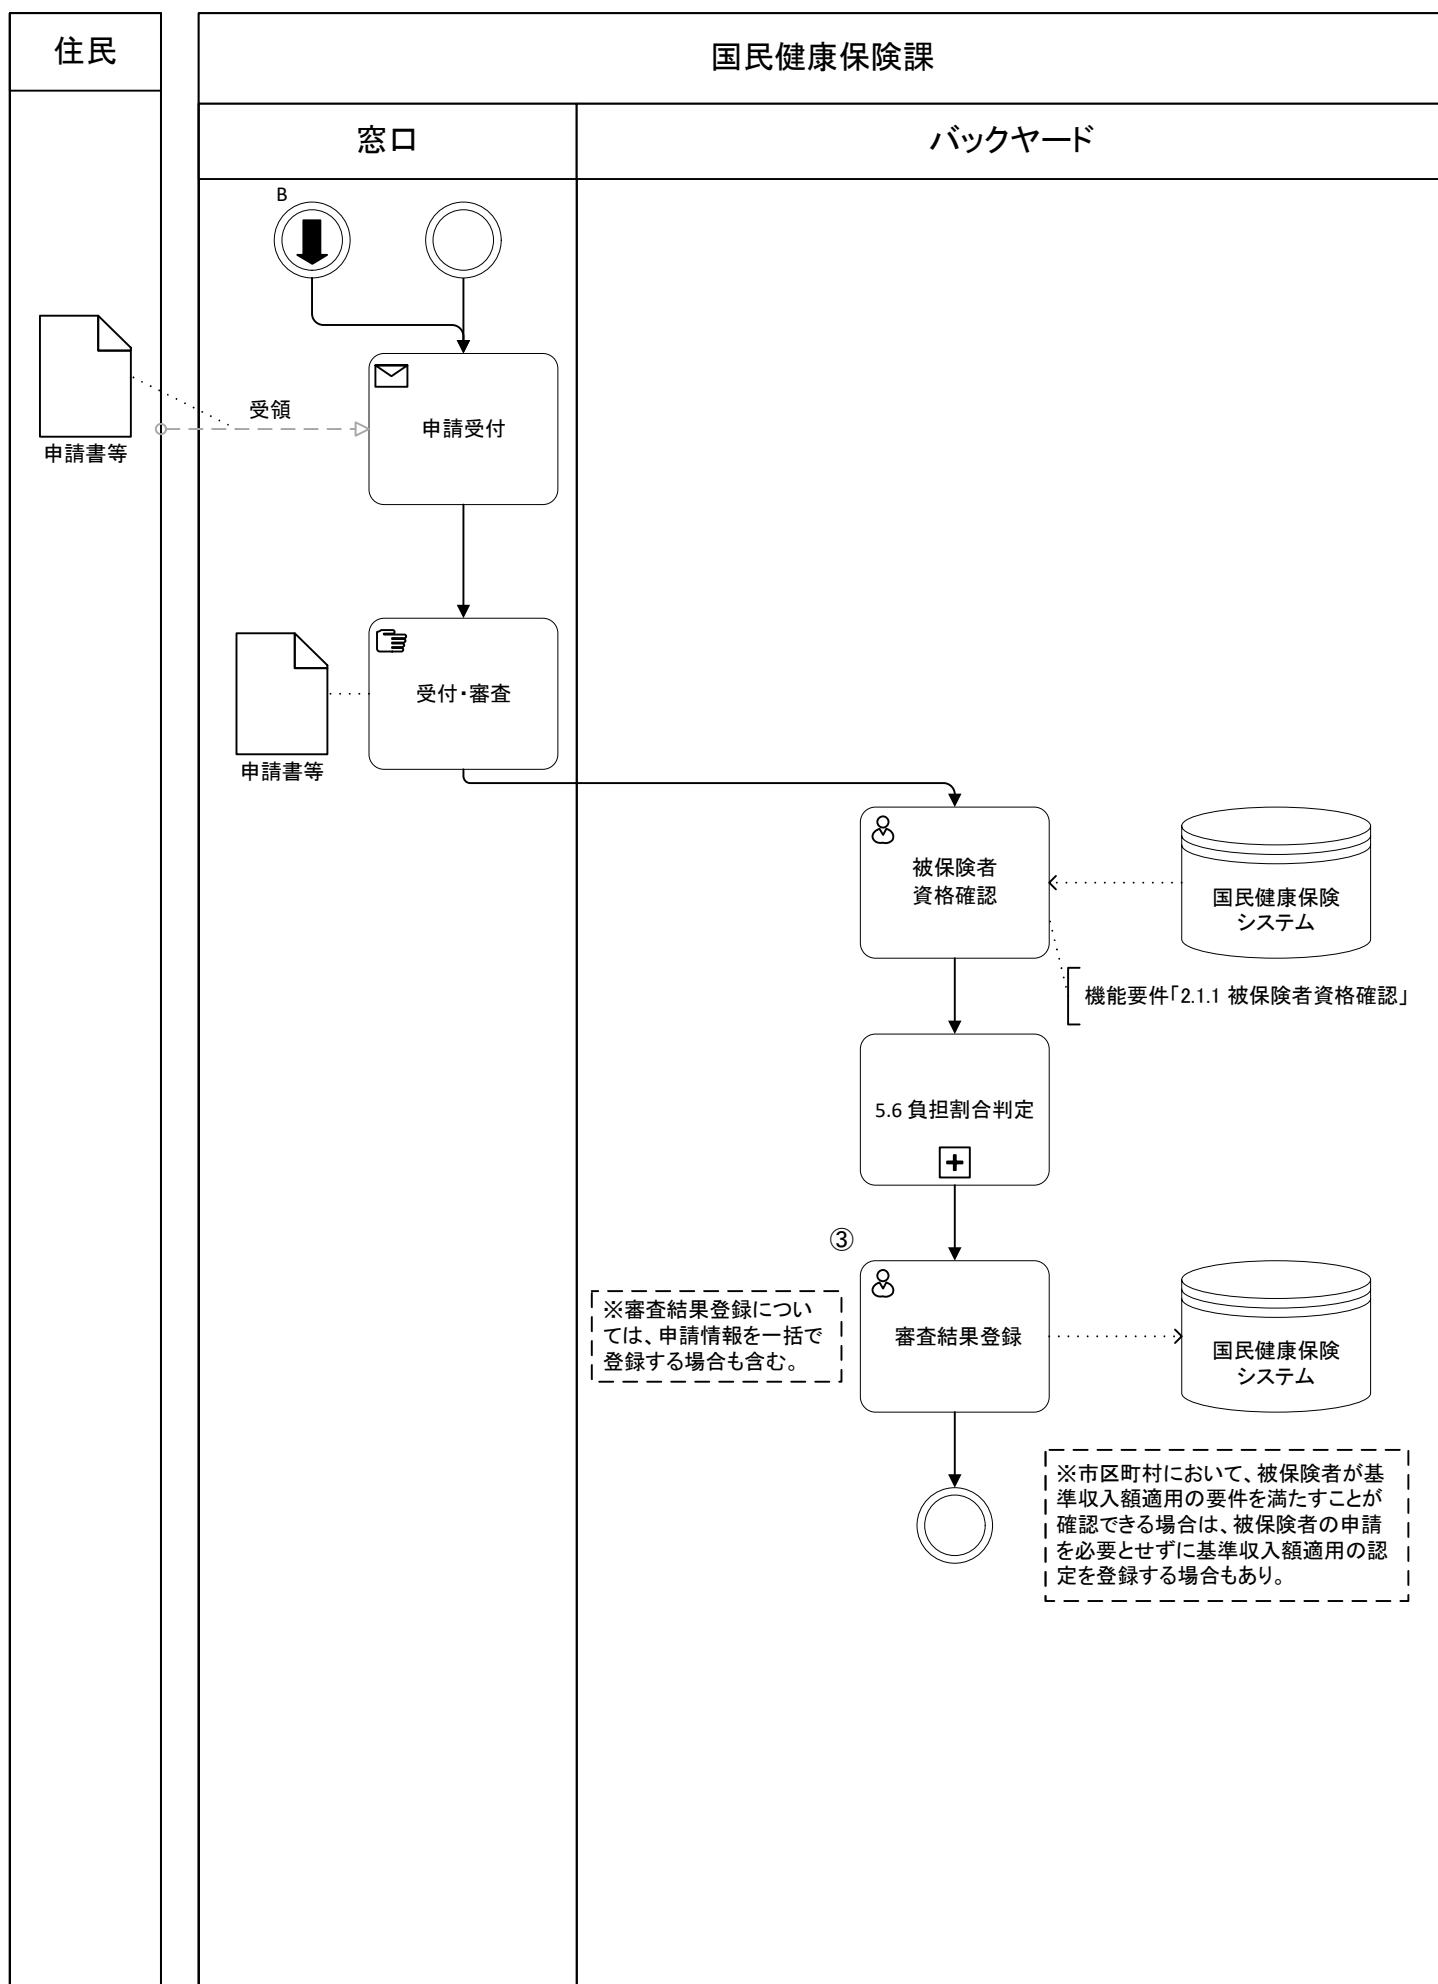 住民
国民健康保険課
窓口
バックヤード
B
受領
申請書等
申請受付
受付・審査
申請書等
被保険者
資格確認
国民健康保険
システム
機能要件「2.1.1 被保険者資格確認」
5.6 負担割合判定
③
※審査結果登録につい
ては、申請情報を一括で
登録する場合も含む。
審査結果登録
国民健康保険
システム
※市区町村において、被保険者が基
準収入額適用の要件を満たすことが
確認できる場合は、被保険者の申請
を必要とせずに基準収入額適用の認
定を登録する場合もあり。